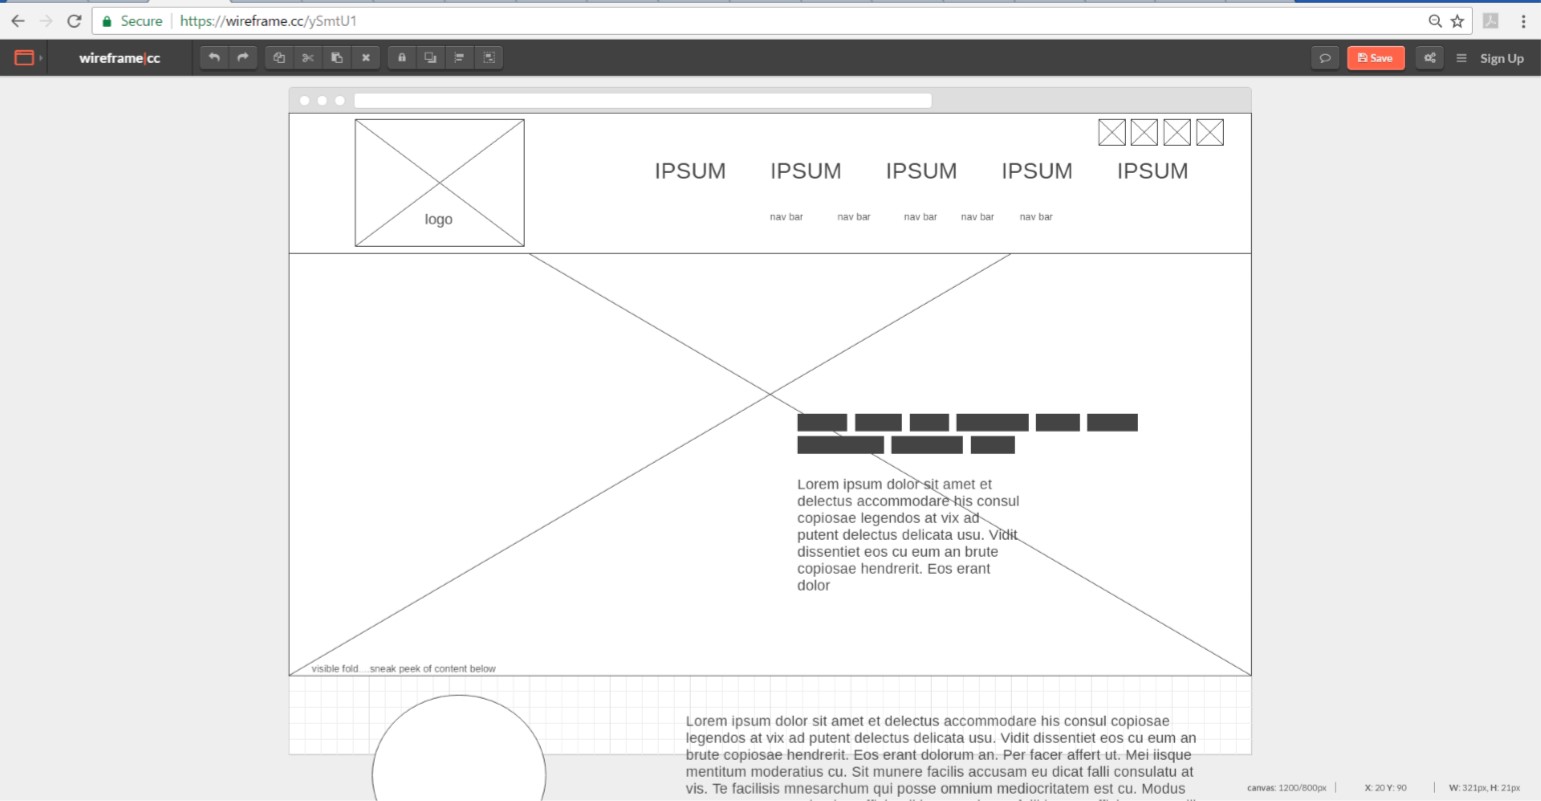 Secure https://wireframe.cc/ySmtU1
wireframe|cc
Save
Sign Up
IPSUM IPSUM IPSUM IPSUM IPSUM
logo
nav bar nav bar nav bar nav bar nav bar
Lorem ipsum dolor sit amet et
delectus accommodare his consul
copiosae legendos at vix ad
putent delectus delicata usu. Vidit
dissentiet eos cu eum an brute
copiosae hendrerit. Eos erant
dolor
visible fold....sneak peek of content below
Lorem ipsum dolor sit amet et delectus accommodare his consul copiosae
legendos at vix ad putent delectus delicata usu. Vidit dissentiet eos cu eum an
brute copiosae hendrerit. Eos erant dolorum an. Per facer affert ut. Mei iisque
mentitum moderatius cu. Sit munere facilis accusam eu dicat falli consulatu at
vis. Te facilisis mnesarchum qui posse omnium mediocritatem est cu. Modus
canvas: 1200/800px X: 20 Y: 90 W: 321px, H: 21px